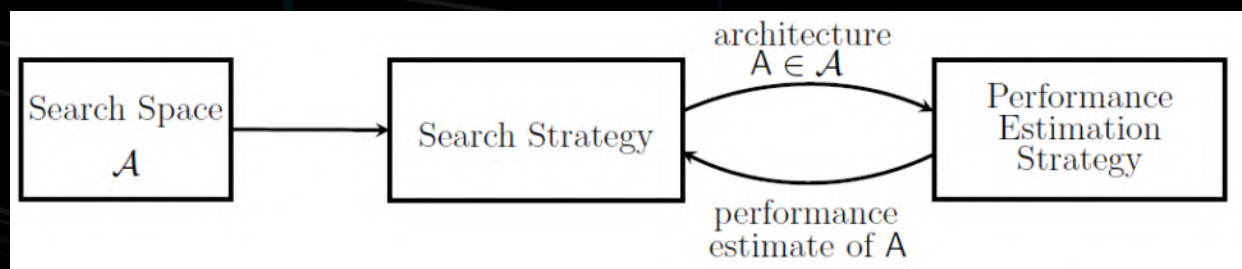 Search Space
𝒜
Search Strategy
architecture
A ∈ 𝒜
performance
estimate of A
Performance
Estimation
Strategy